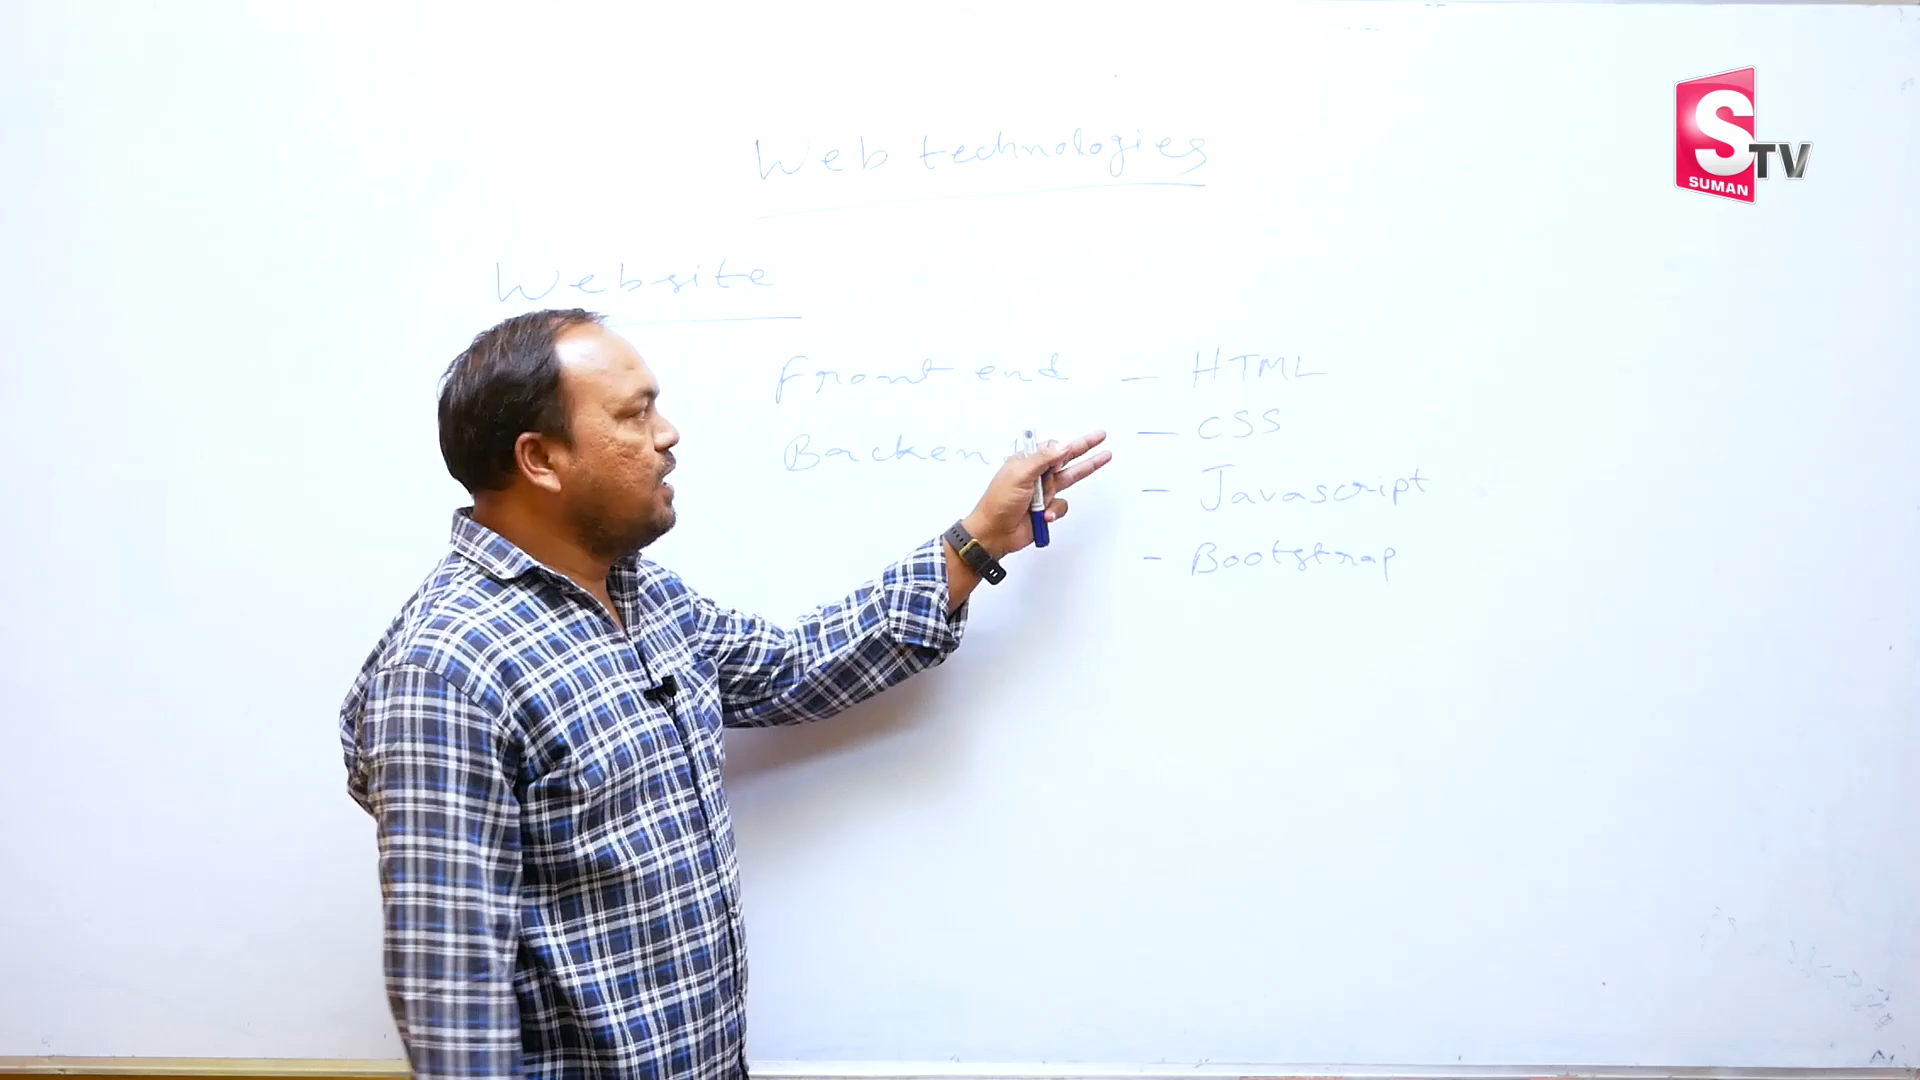 Web technologies
Website
Front end - HTML
Backend - CSS
- Javascript
- Bootstrap
S TV
SUMAN